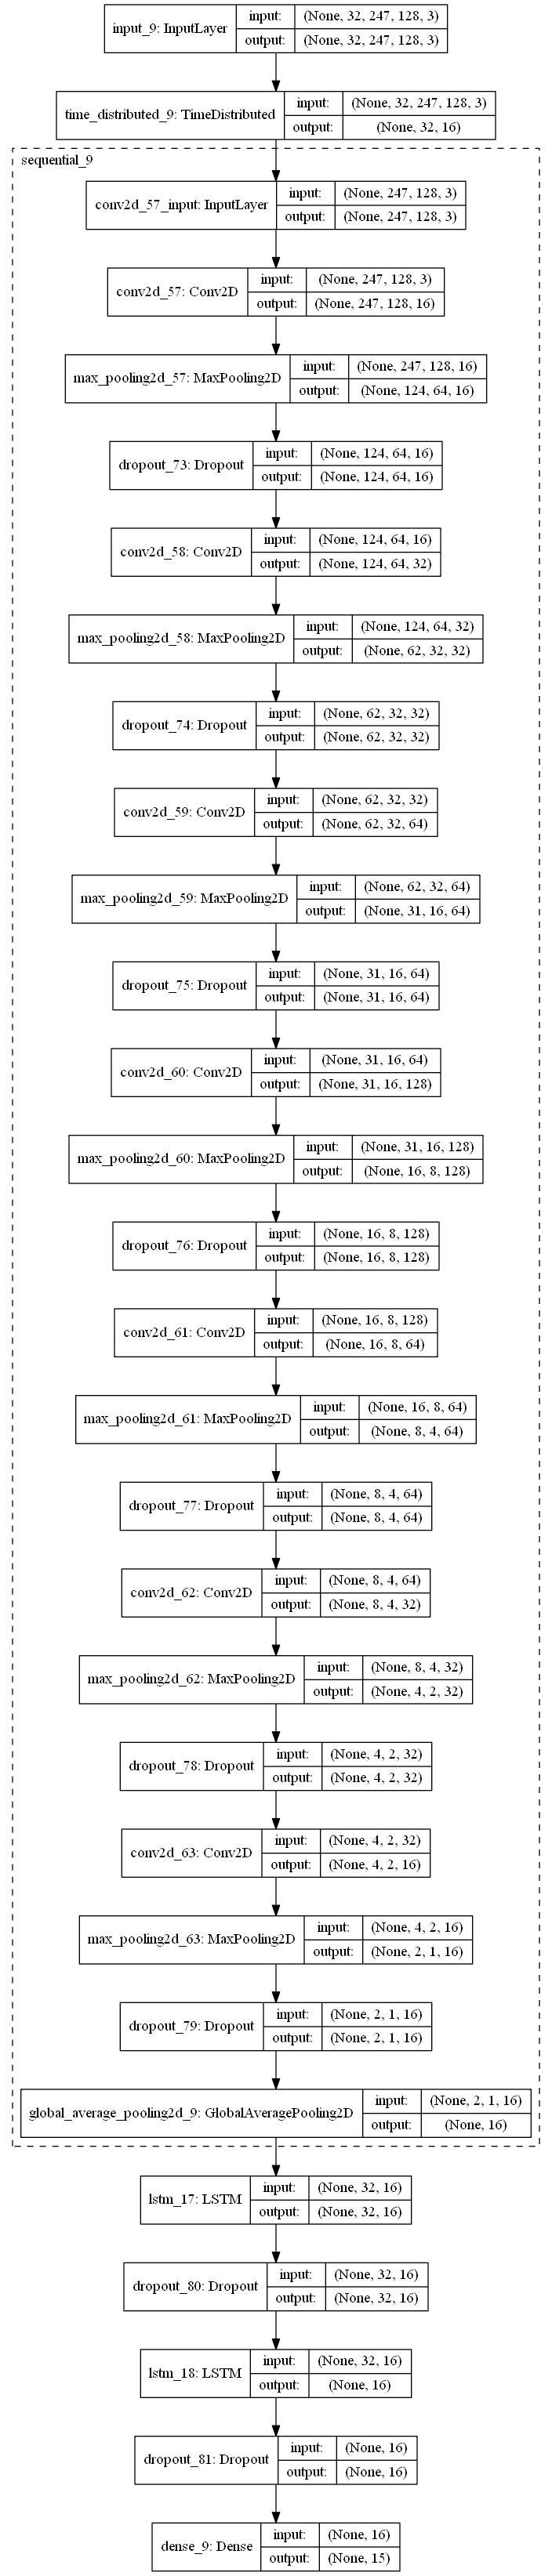 input_9: InputLayer
input: (None, 32, 247, 128, 3)
output: (None, 32, 247, 128, 3)
time_distributed_9: TimeDistributed
input: (None, 32, 247, 128, 3)
output: (None, 32, 16)
sequential_9
conv2d_57_input: InputLayer
input: (None, 247, 128, 3)
output: (None, 247, 128, 3)
conv2d_57: Conv2D
input: (None, 247, 128, 3)
output: (None, 247, 128, 16)
max_pooling2d_57: MaxPooling2D
input: (None, 247, 128, 16)
output: (None, 124, 64, 16)
dropout_73: Dropout
input: (None, 124, 64, 16)
output: (None, 124, 64, 16)
conv2d_58: Conv2D
input: (None, 124, 64, 16)
output: (None, 124, 64, 32)
max_pooling2d_58: MaxPooling2D
input: (None, 124, 64, 32)
output: (None, 62, 32, 32)
dropout_74: Dropout
input: (None, 62, 32, 32)
output: (None, 62, 32, 32)
conv2d_59: Conv2D
input: (None, 62, 32, 32)
output: (None, 62, 32, 64)
max_pooling2d_59: MaxPooling2D
input: (None, 62, 32, 64)
output: (None, 31, 16, 64)
dropout_75: Dropout
input: (None, 31, 16, 64)
output: (None, 31, 16, 64)
conv2d_60: Conv2D
input: (None, 31, 16, 64)
output: (None, 31, 16, 128)
max_pooling2d_60: MaxPooling2D
input: (None, 31, 16, 128)
output: (None, 16, 8, 128)
dropout_76: Dropout
input: (None, 16, 8, 128)
output: (None, 16, 8, 128)
conv2d_61: Conv2D
input: (None, 16, 8, 128)
output: (None, 16, 8, 64)
max_pooling2d_61: MaxPooling2D
input: (None, 16, 8, 64)
output: (None, 8, 4, 64)
dropout_77: Dropout
input: (None, 8, 4, 64)
output: (None, 8, 4, 64)
conv2d_62: Conv2D
input: (None, 8, 4, 64)
output: (None, 8, 4, 32)
max_pooling2d_62: MaxPooling2D
input: (None, 8, 4, 32)
output: (None, 4, 2, 32)
dropout_78: Dropout
input: (None, 4, 2, 32)
output: (None, 4, 2, 32)
conv2d_63: Conv2D
input: (None, 4, 2, 32)
output: (None, 4, 2, 16)
max_pooling2d_63: MaxPooling2D
input: (None, 4, 2, 16)
output: (None, 2, 1, 16)
dropout_79: Dropout
input: (None, 2, 1, 16)
output: (None, 2, 1, 16)
global_average_pooling2d_9: GlobalAveragePooling2D
input: (None, 2, 1, 16)
output: (None, 16)
lstm_17: LSTM
input: (None, 32, 16)
output: (None, 32, 16)
dropout_80: Dropout
input: (None, 32, 16)
output: (None, 32, 16)
lstm_18: LSTM
input: (None, 32, 16)
output: (None, 16)
dropout_81: Dropout
input: (None, 16)
output: (None, 16)
dense_9: Dense
input: (None, 16)
output: (None, 15)